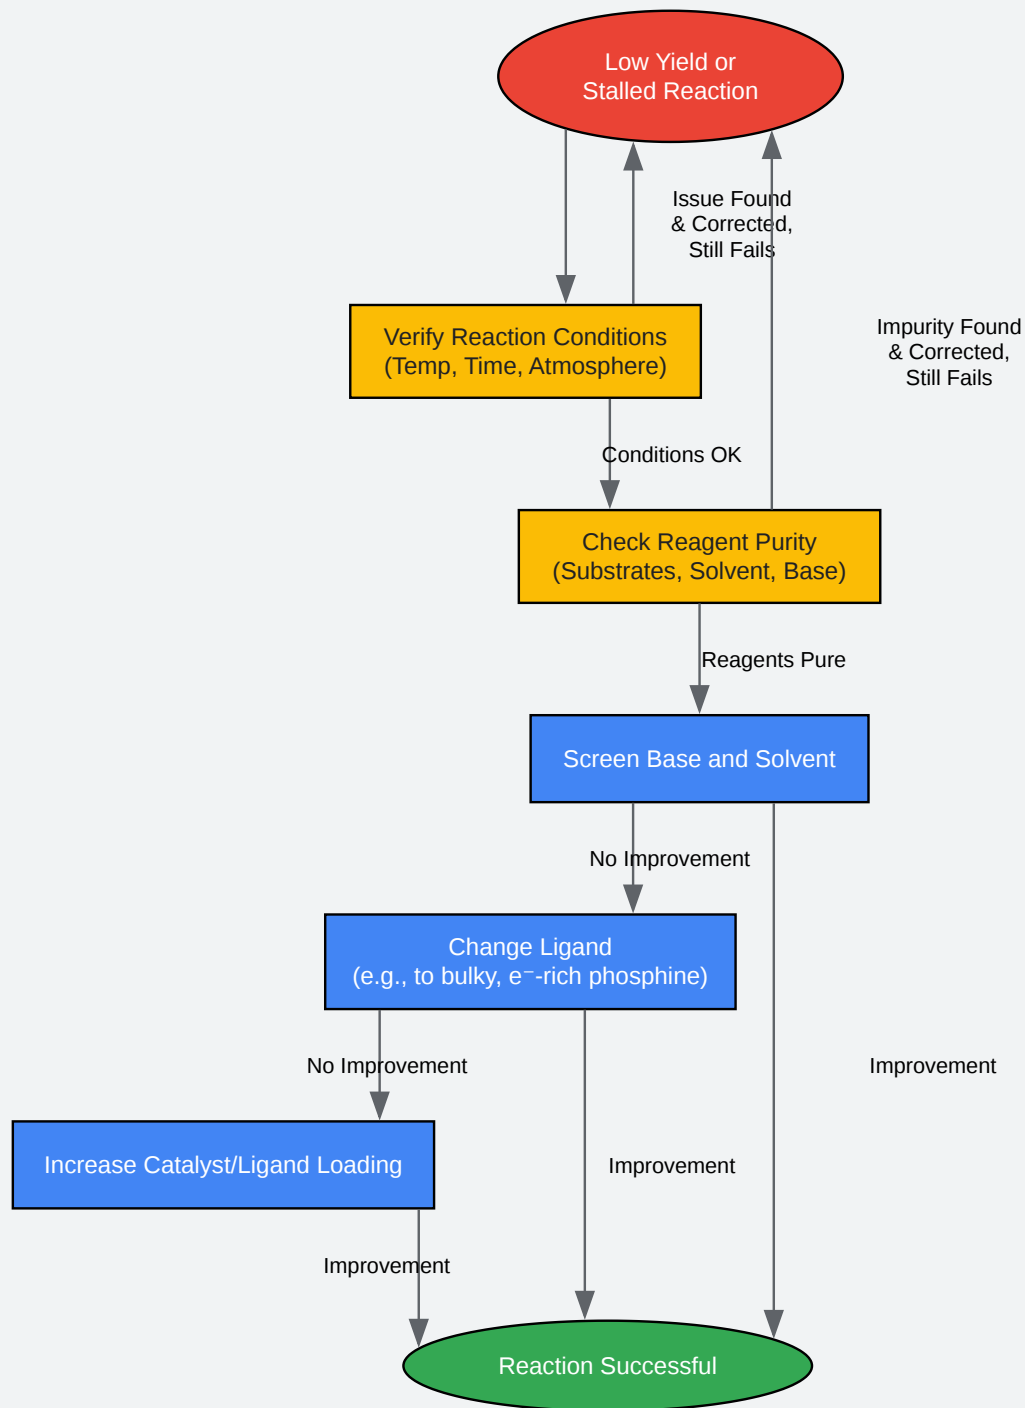 Low Yield or
Stalled Reaction
Issue Found
& Corrected,
Still Fails
Impurity Found
& Corrected,
Still Fails
Verify Reaction Conditions
(Temp, Time, Atmosphere)
Conditions OK
Check Reagent Purity
(Substrates, Solvent, Base)
Reagents Pure
Screen Base and Solvent
No Improvement
Change Ligand
(e.g., to bulky, e⁻-rich phosphine)
No Improvement
Improvement
Increase Catalyst/Ligand Loading
Improvement
Improvement
Reaction Successful